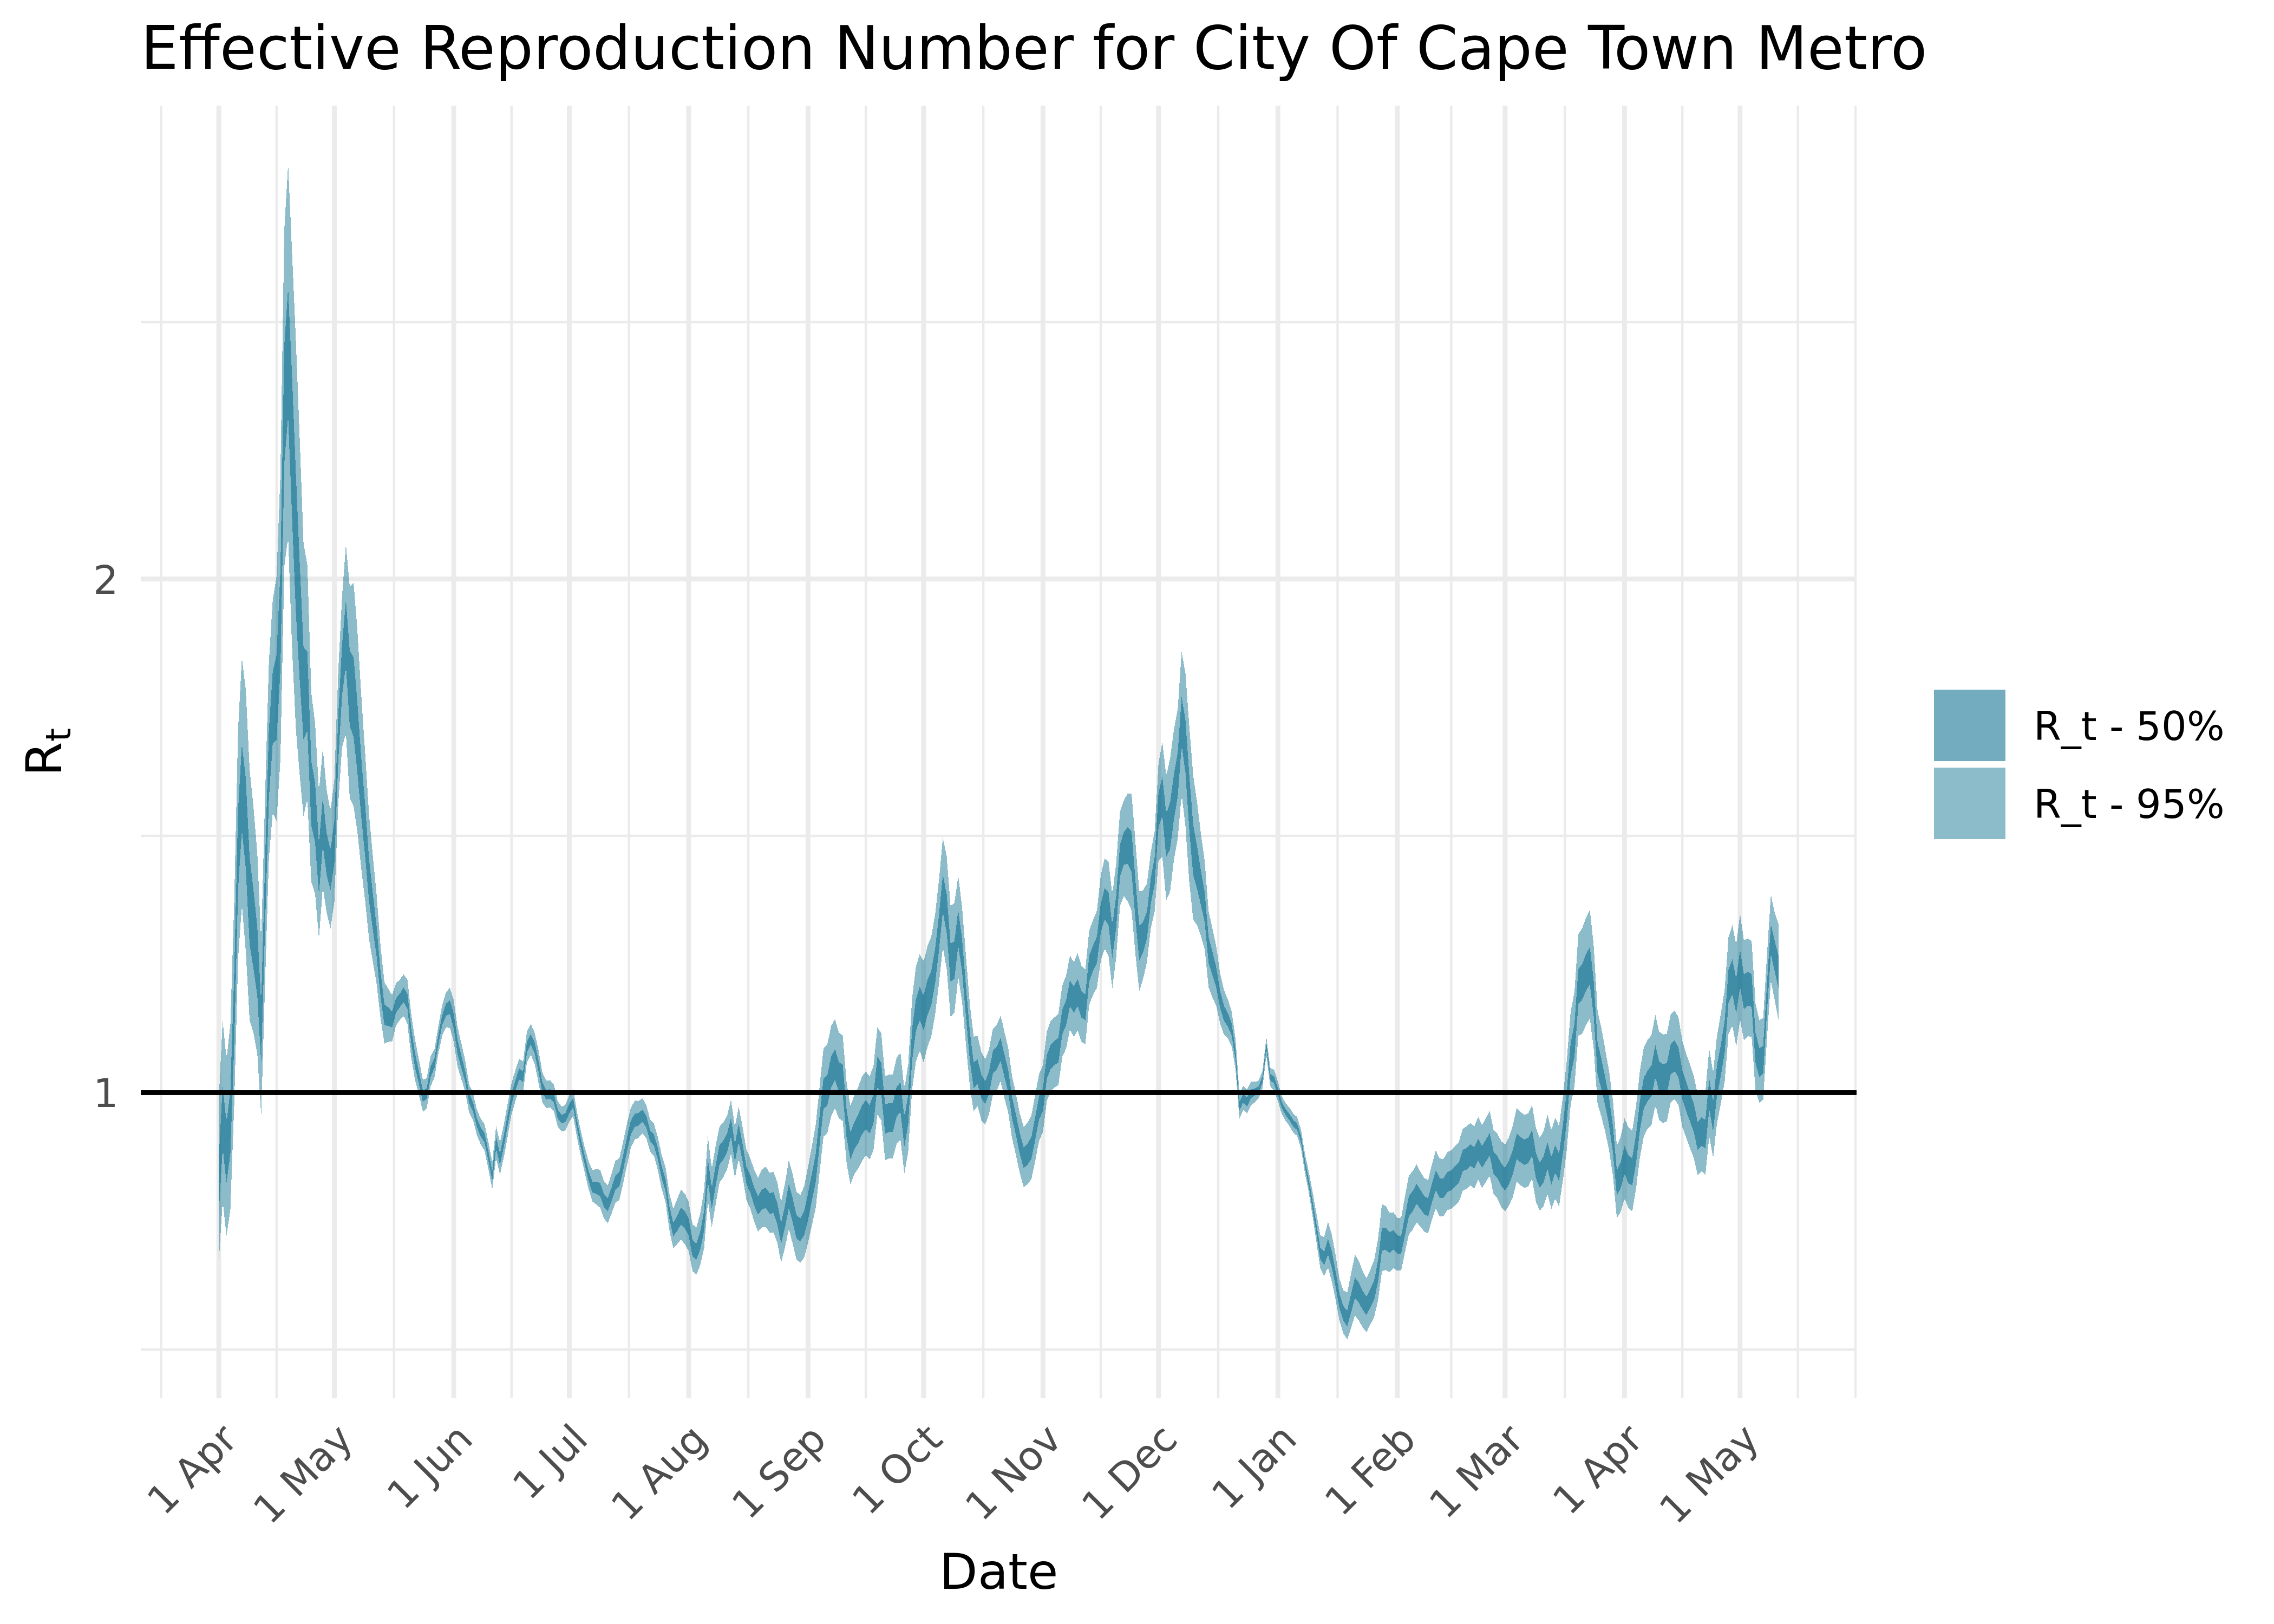 Effective Reproduction Number for City Of Cape Town Metro
2
1
Rt
R_t - 50%
R_t - 95%
1 Apr
1 May
1 Jun
1 Jul
1 Aug
1 Sep
1 Oct
1 Nov
1 Dec
1 Jan
1 Feb
1 Mar
1 Apr
1 May
Date